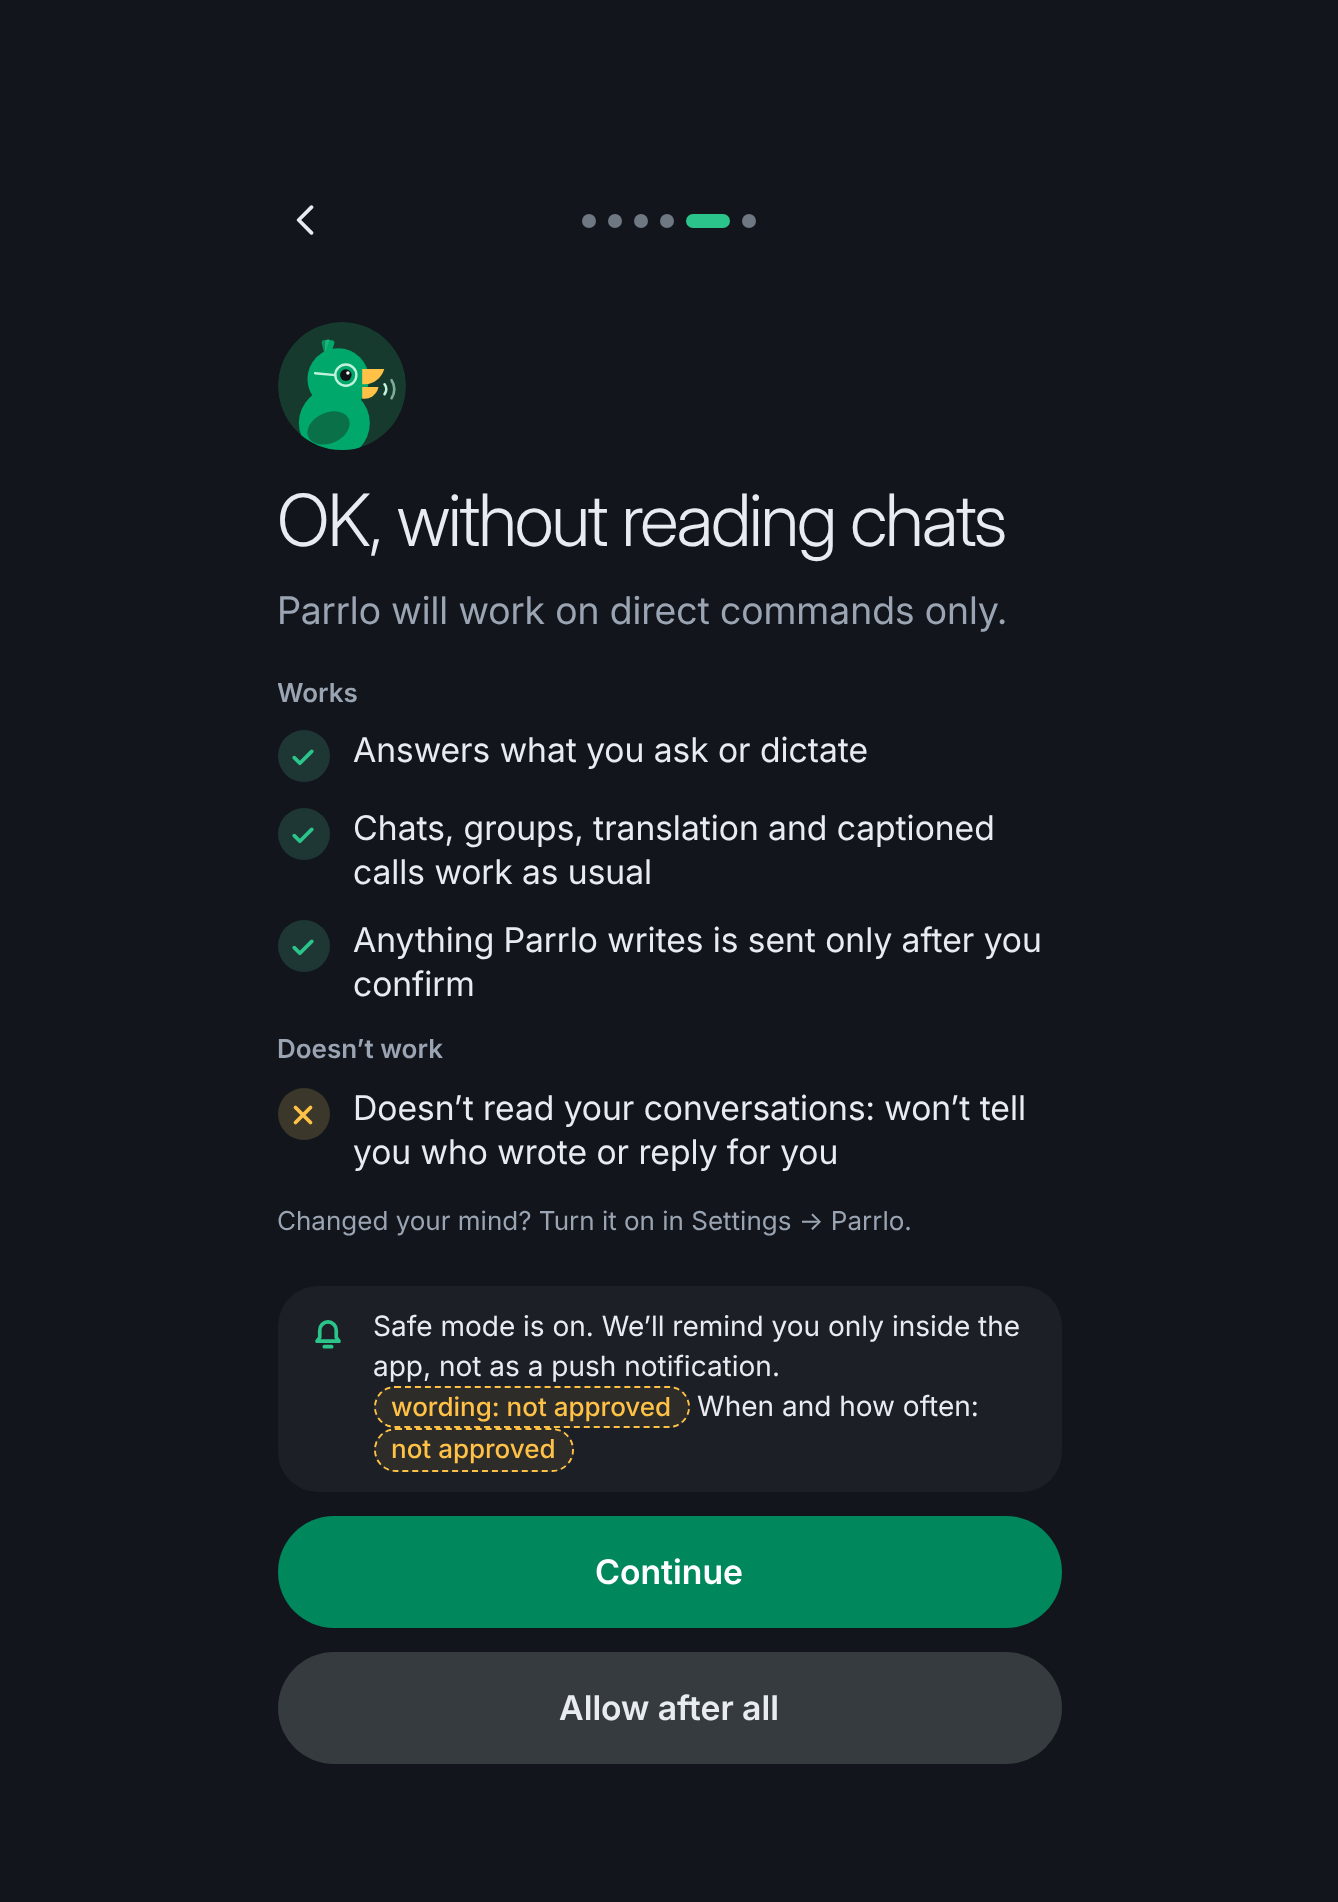 OK, without reading chats
Parrlo will work on direct commands only.
Works
Answers what you ask or dictate
Chats, groups, translation and captioned
calls work as usual
Anything Parrlo writes is sent only after you
confirm
Doesn’t work
Doesn’t read your conversations: won’t tell
you who wrote or reply for you
Changed your mind? Turn it on in Settings → Parrlo.
Safe mode is on. We’ll remind you only inside the
app, not as a push notification.
wording: not approved When and how often:
not approved
Continue
Allow after all